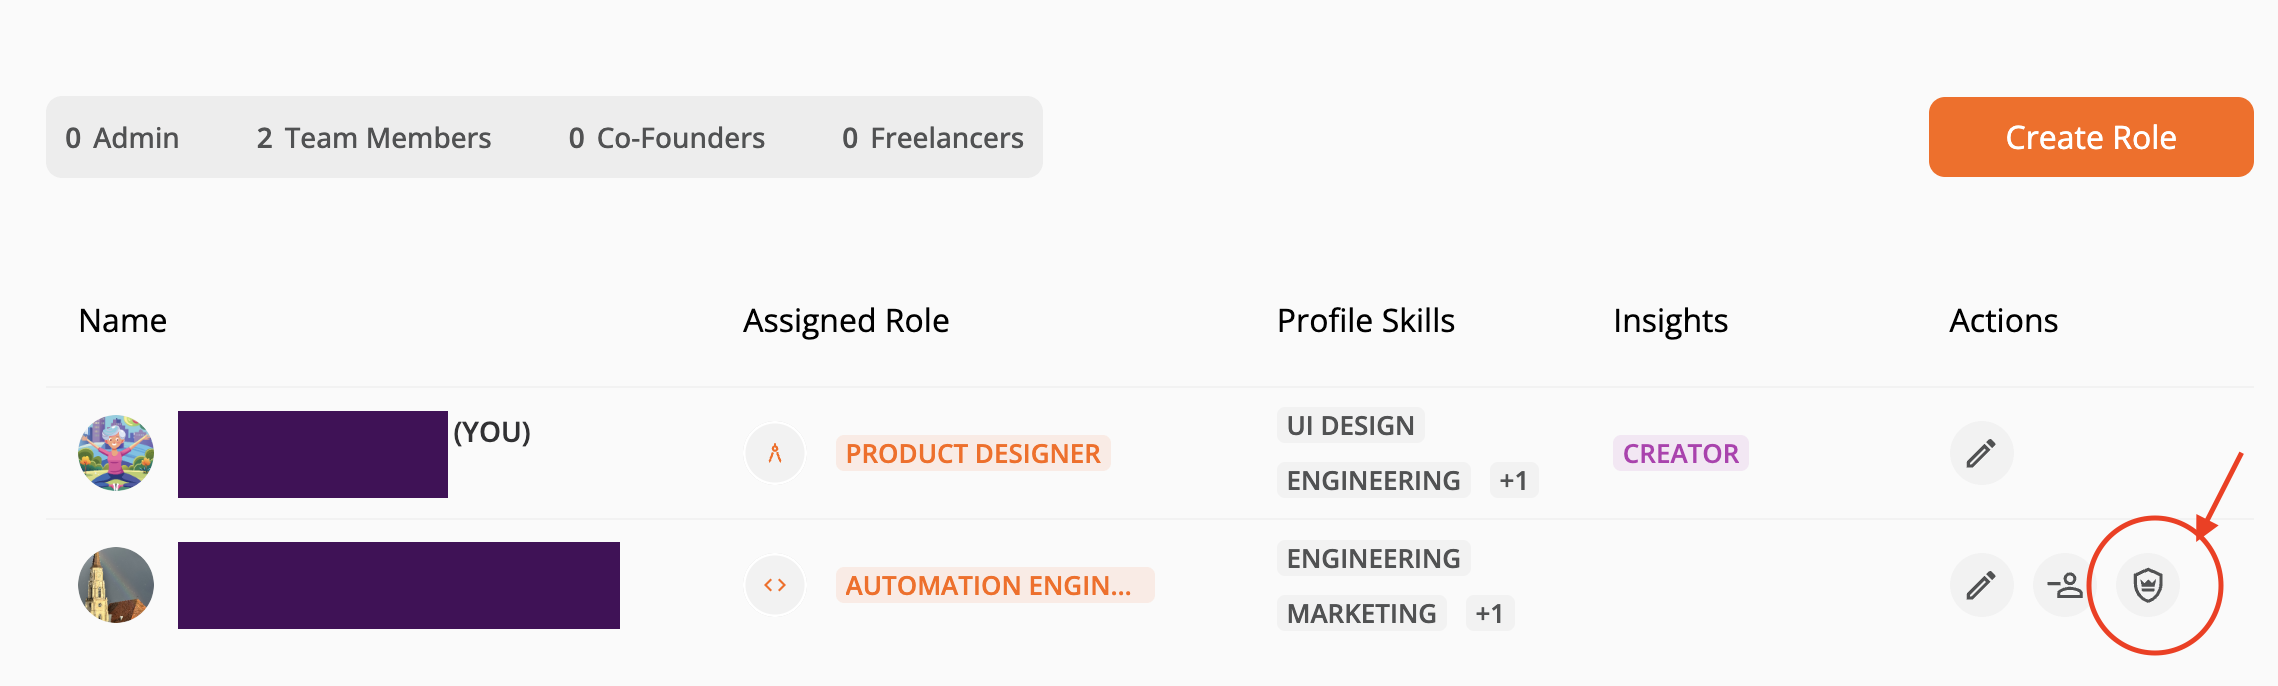 0 Admin 2 Team Members 0 Co-Founders 0 Freelancers
Create Role
Name Assigned Role Profile Skills Insights Actions
(YOU)
PRODUCT DESIGNER
UI DESIGN
ENGINEERING +1
CREATOR
AUTOMATION ENGIN...
ENGINEERING
MARKETING +1